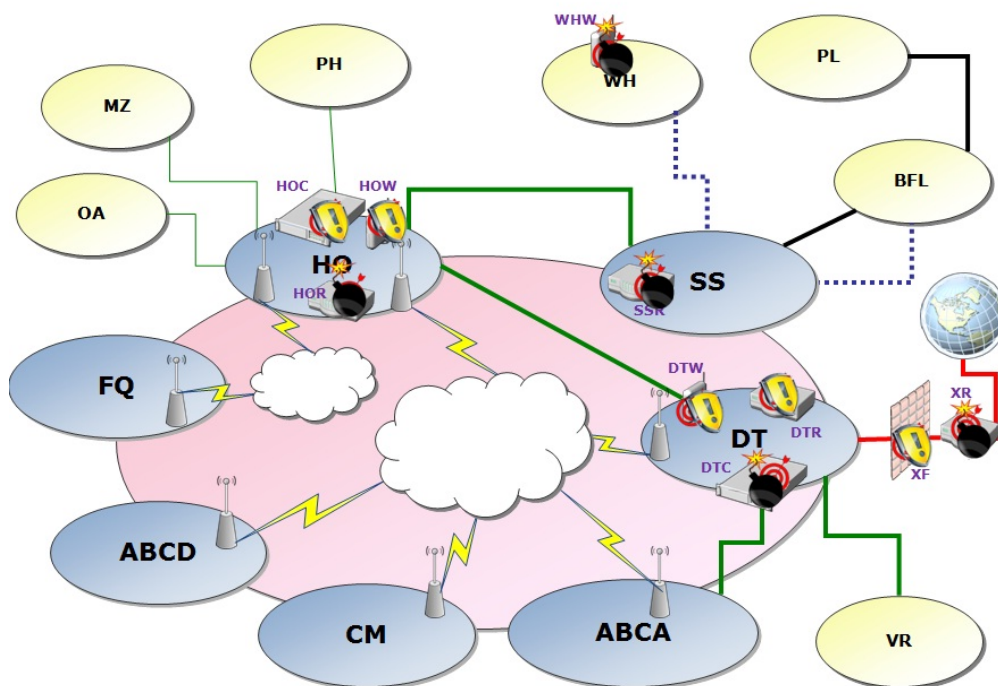 WHW
PH
PL
WH
MZ
HOC
HOW
BFL
OA
HO
SS
HOR
SSR
DTW
FQ
XR
DT
DTR
DTC
XF
ABCD
CM
ABCA
VR